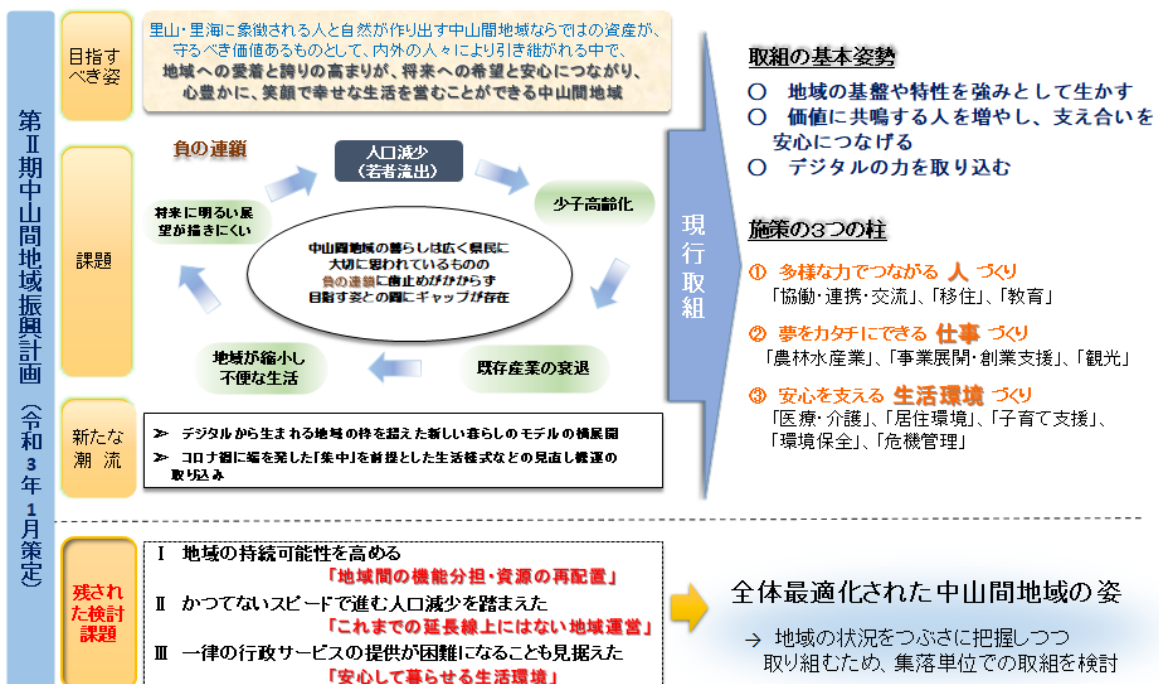 第Ⅱ期中山間地域振興計画（令和3年1月策定）
目指す
べき姿
里山・里海に象徴される人と自然が作り出す中山間地域ならではの資産が、
守るべき価値あるものとして、内外の人々により引き継がれる中で、
地域への愛着と誇りの高まりが、将来への希望と安心につながり、
心豊かに、笑顔で幸せな生活を営むことができる中山間地域
課題
負の連鎖
人口減少
（若者流出）
少子高齢化
既存産業の衰退
地域が縮小し
不便な生活
将来に明るい展
望が描きにくい
中山間地域の暮らしは広く県民に
大切に思われているものの
負の連鎖に歯止めがかからず
目指す姿との間にギャップが存在
新たな
潮 流
➢ デジタルから生まれる地域の枠を超えた新しい暮らしのモデルの横展開
➢ コロナ禍に端を発した「集中」を前提とした生活様式などの見直し機運の
取り込み
現行取組
取組の基本姿勢
○ 地域の基盤や特性を強みとして生かす
○ 価値に共鳴する人を増やし、支え合いを
安心につなげる
○ デジタルの力を取り込む
施策の３つの柱
① 多様な力でつながる 人 づくり
「協働・連携・交流」、「移住」、「教育」
② 夢をカタチにできる 仕事 づくり
「農林水産業」、「事業展開・創業支援」、「観光」
③ 安心を支える 生活環境 づくり
「医療・介護」、「居住環境」、「子育て支援」、
「環境保全」、「危機管理」
残され
た検討
課題
Ⅰ 地域の持続可能性を高める
「地域間の機能分担・資源の再配置」
Ⅱ かつてないスピードで進む人口減少を踏まえた
「これまでの延長線上にはない地域運営」
Ⅲ 一律の行政サービスの提供が困難になることも見据えた
「安心して暮らせる生活環境」
全体最適化された中山間地域の姿
→ 地域の状況をつぶさに把握しつつ
取り組むため、集落単位での取組を検討